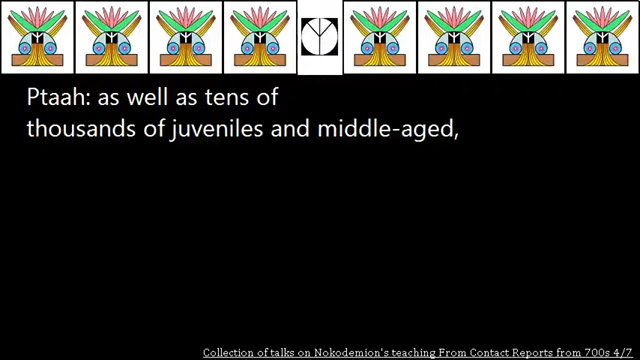 Ptaah: as well as tens of
thousands of juveniles and middle-aged,
Collection of talks on Nokodemion's teaching From Contact Reports from 700s 4/7